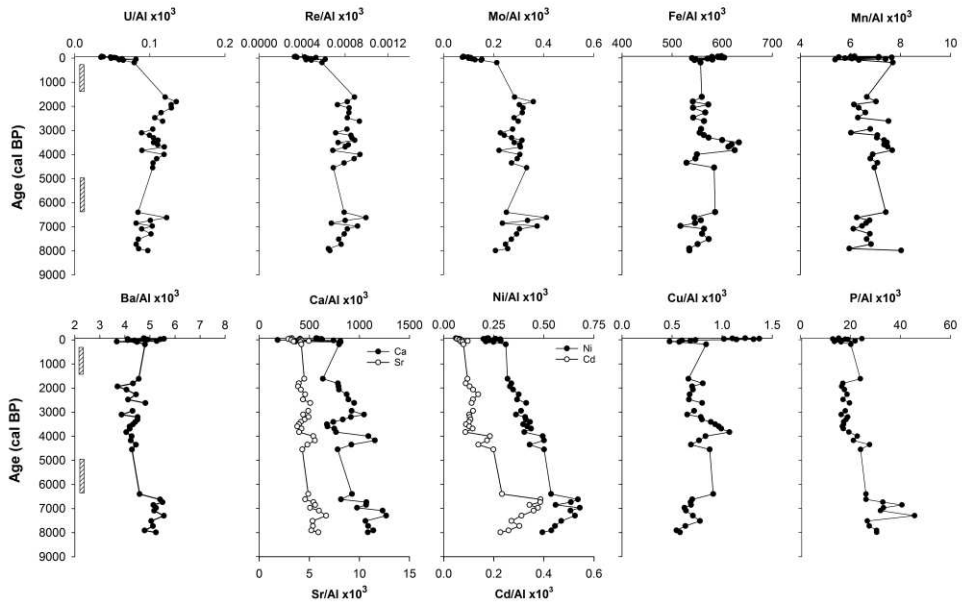 U/Al x10³ Re/Al x10³ Mo/Al x10³ Fe/Al x10³ Mn/Al x10³
0.0 0.1 0.2 0.0000 0.0004 0.0008 0.0012 0.0 0.2 0.4 0.6 400 500 600 700 4 6 8 10
Age (cal BP)
0
1000
2000
3000
4000
5000
6000
7000
8000
9000
Ba/Al x10³ Ca/Al x10³ Ni/Al x10³ Cu/Al x10³ P/Al x10³
2 3 4 5 6 7 8 0 500 1000 1500 0.00 0.25 0.50 0.75 0.0 0.5 1.0 1.5 0 20 40 60
Age (cal BP)
0
1000
2000
3000
4000
5000
6000
7000
8000
9000
Ca
Sr
Ni
Cd
0 5 10 15 0.0 0.2 0.4 0.6
Sr/Al x10³ Cd/Al x10³